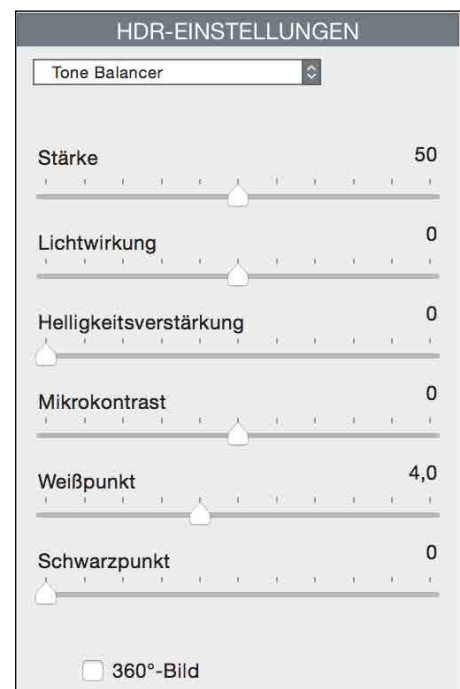 HDR-EINSTELLUNGEN
Tone Balancer
Stärke 50
Lichtwirkung 0
Helligkeitsverstärkung 0
Mikrokontrast 0
Weißpunkt 4,0
Schwarzpunkt 0
360°-Bild